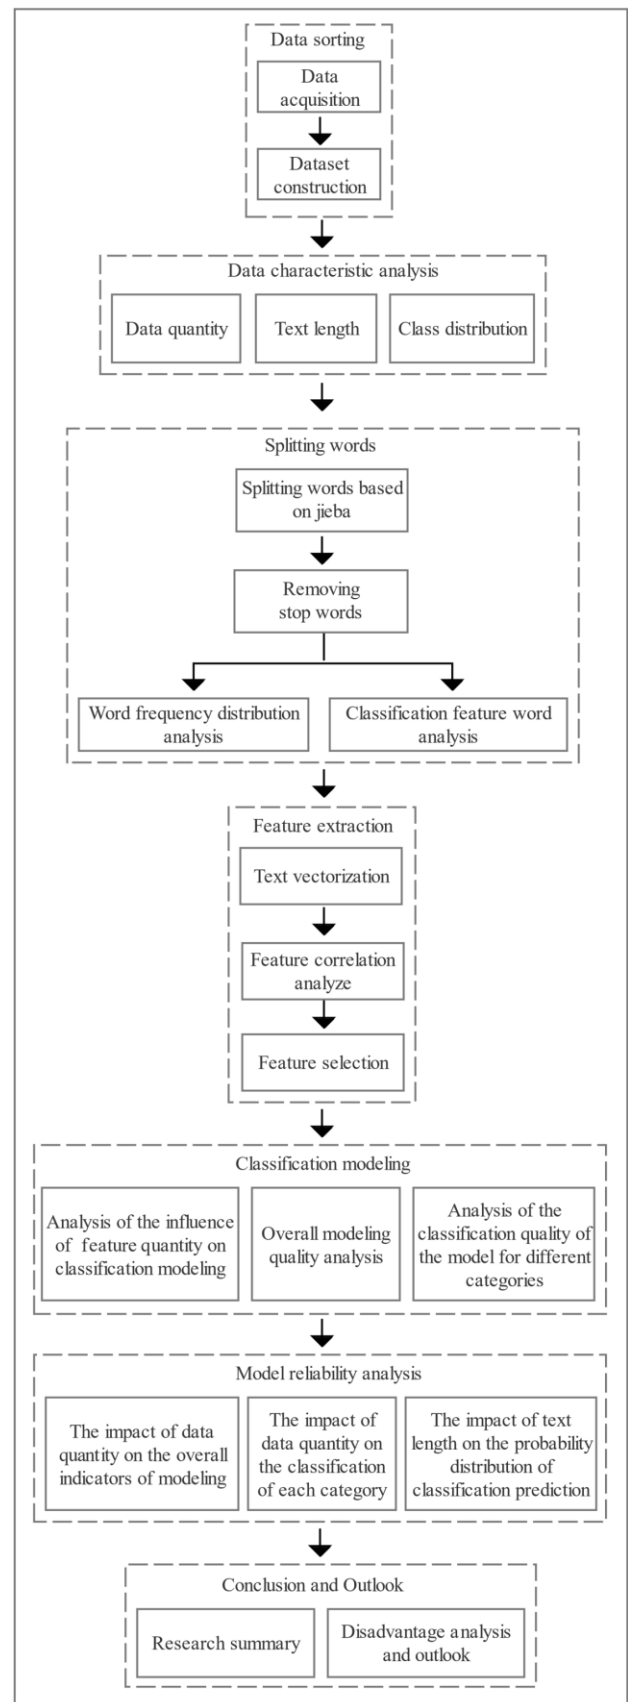 Data sorting
Data
acquisition
Dataset
construction
Data characteristic analysis
Data quantity
Text length
Class distribution
Splitting words
Splitting words based
on jieba
Removing
stop words
Word frequency distribution
analysis
Classification feature word
analysis
Feature extraction
Text vectorization
Feature correlation
analyze
Feature selection
Classification modeling
Analysis of the influence
of feature quantity on
classification modeling
Overall modeling
quality analysis
Analysis of the
classification quality of
the model for different
categories
Model reliability analysis
The impact of data
quantity on the overall
indicators of modeling
The impact of
data quantity on
the classification
of each category
The impact of text
length on the probability
distribution of
classification prediction
Conclusion and Outlook
Research summary
Disadvantage analysis
and outlook